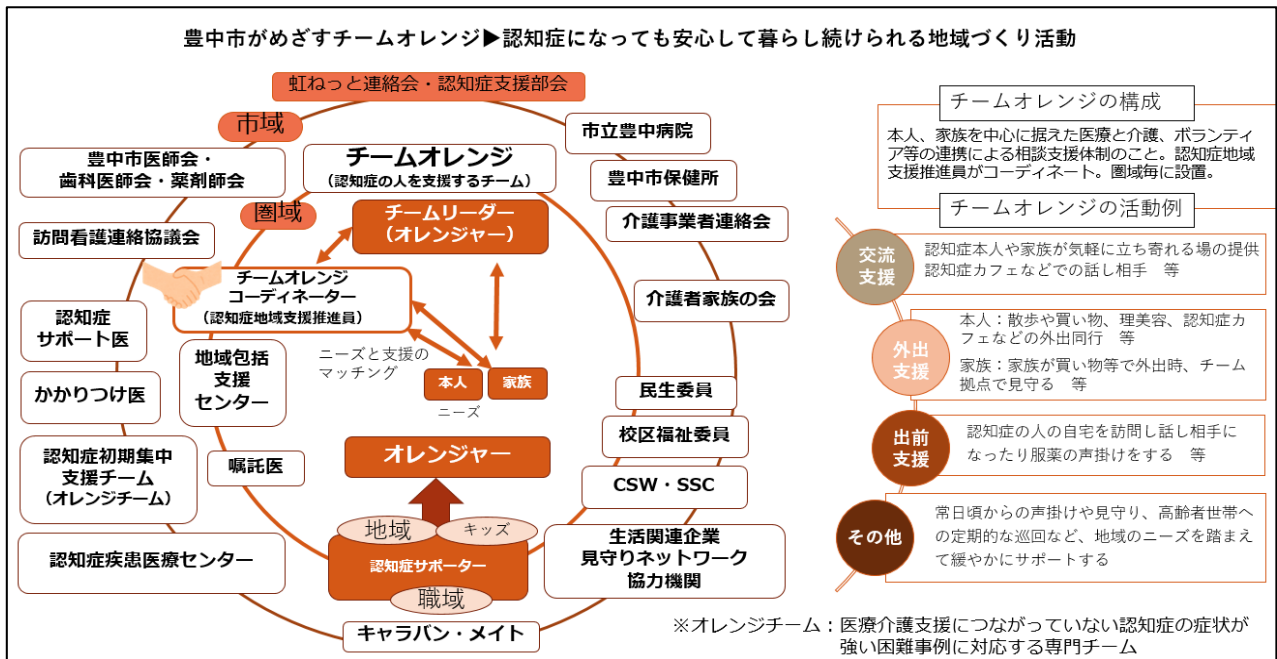 豊中市がめざすチームオレンジ▶認知症になっても安心して暮らし続けられる地域づくり活動
虹ねっと連絡会・認知症支援部会
市域
豊中市医師会・
歯科医師会・薬剤師会
訪問看護連絡協議会
認知症
サポート医
かかりつけ医
認知症初期集中
支援チーム
（オレンジチーム）
認知症疾患医療センター
圏域
チームオレンジ
（認知症の人を支援するチーム）
チームリーダー
（オレンジャー）
チームオレンジ
コーディネーター
（認知症地域支援推進員）
ニーズと支援の
マッチング
本人
家族
ニーズ
地域包括
支援
センター
嘱託医
オレンジャー
地域
キッズ
認知症サポーター
職域
キャラバン・メイト
市立豊中病院
豊中市保健所
介護事業者連絡会
介護者家族の会
民生委員
校区福祉委員
CSW・SSC
生活関連企業
見守りネットワーク
協力機関
チームオレンジの構成
本人、家族を中心に据えた医療と介護、ボランティ
ア等の連携による相談支援体制のこと。認知症地域
支援推進員がコーディネート。圏域毎に設置。
チームオレンジの活動例
交流
支援
認知症本人や家族が気軽に立ち寄れる場の提供
認知症カフェなどでの話し相手　等
外出
支援
本人：散歩や買い物、理美容、認知症カ
フェなどの外出同行　等
家族：家族が買い物等で外出時、チーム
拠点で見守る　等
出前
支援
認知症の人の自宅を訪問し話し相手に
なったり服薬の声掛けをする　等
その他
常日頃からの声掛けや見守り、高齢者世帯へ
の定期的な巡回など、地域のニーズを踏まえ
て緩やかにサポートする
※オレンジチーム：医療介護支援につながっていない認知症の症状が
強い困難事例に対応する専門チーム